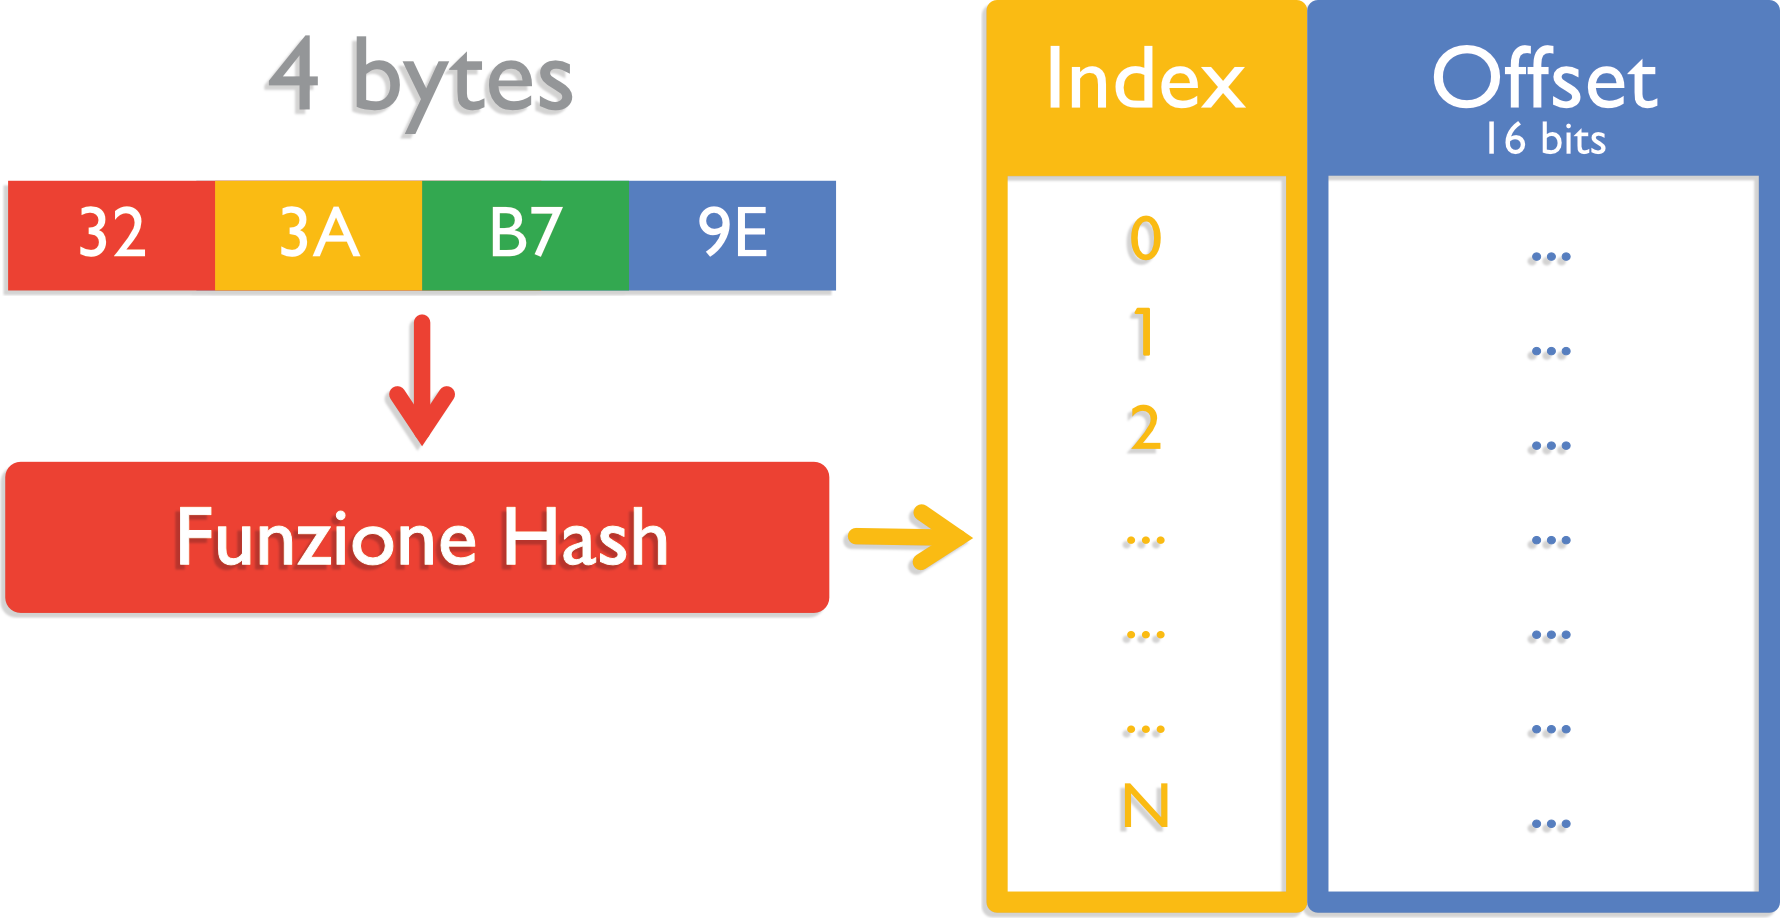 4 bytes
32 3A B7 9E
Funzione Hash
Index Offset
16 bits
0 ...
1 ...
2 ...
... ...
... ...
... ...
N ...